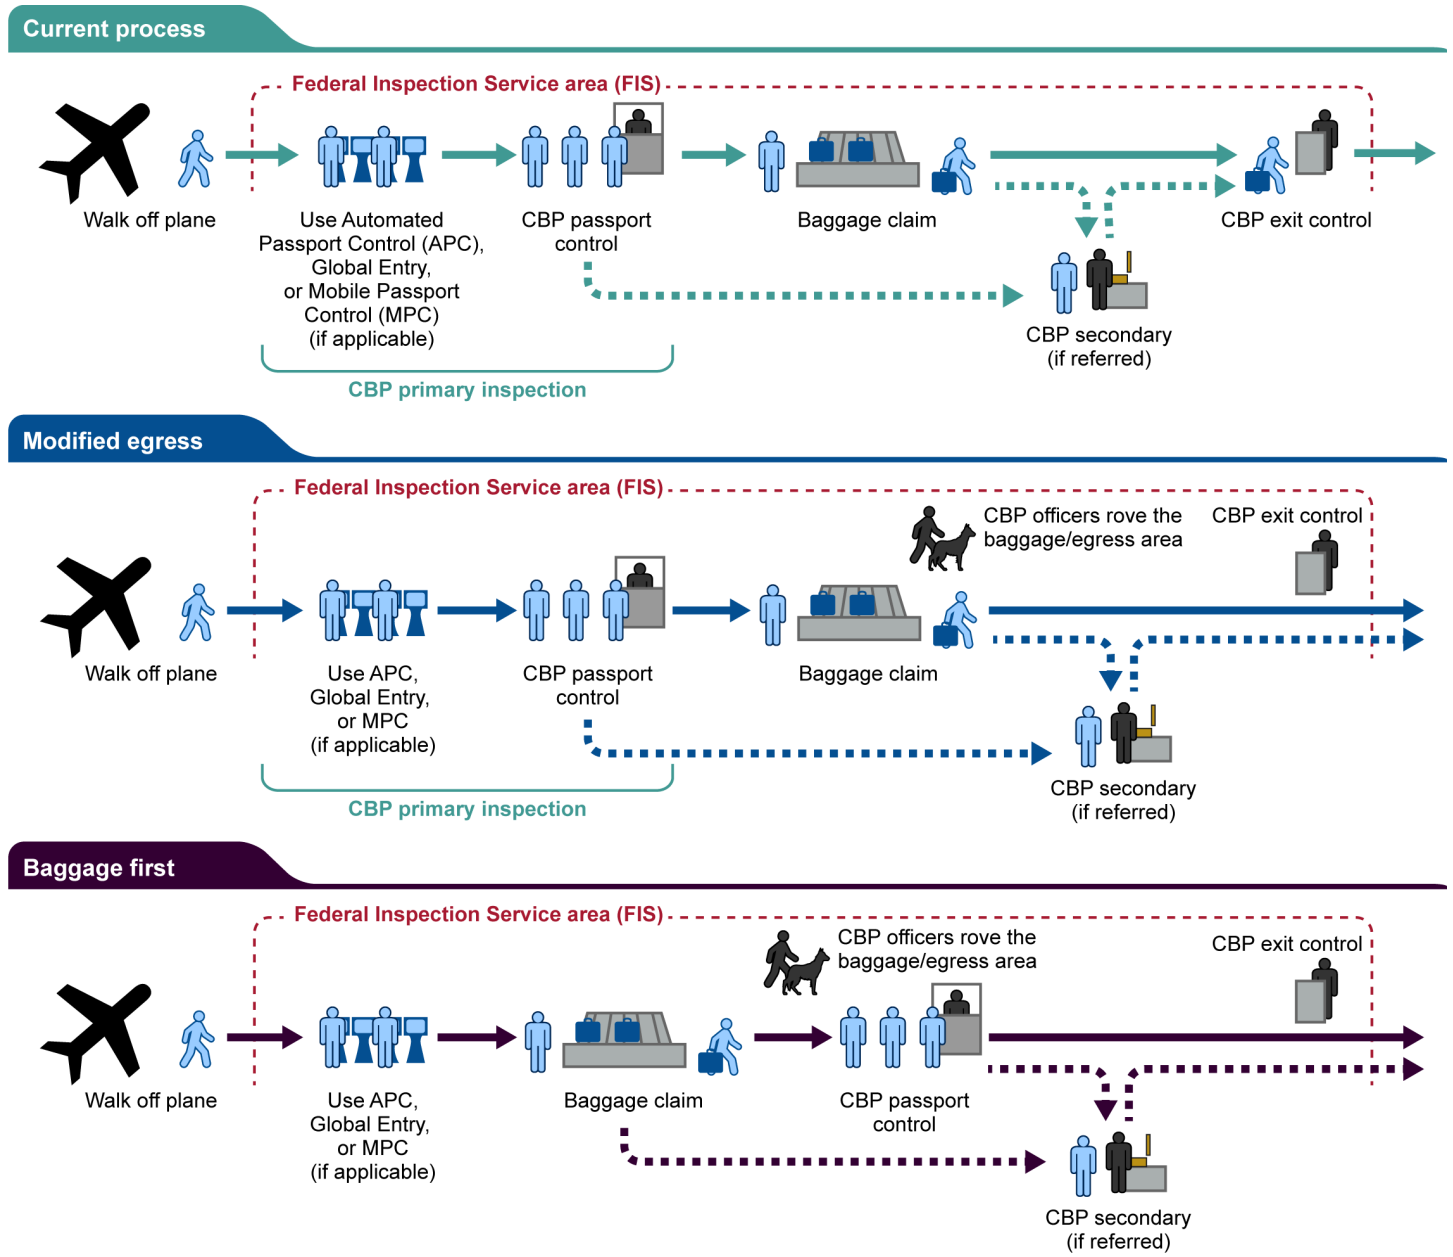 Current process
Federal Inspection Service area (FIS)
Walk off plane
Use Automated
Passport Control (APC),
Global Entry,
or Mobile Passport
Control (MPC)
(if applicable)
CBP passport
control
Baggage claim
CBP exit control
CBP secondary
(if referred)
CBP primary inspection
Modified egress
Federal Inspection Service area (FIS)
CBP officers rove the
baggage/egress area
CBP exit control
Walk off plane
Use APC,
Global Entry,
or MPC
(if applicable)
CBP passport
control
Baggage claim
CBP secondary
(if referred)
CBP primary inspection
Baggage first
Federal Inspection Service area (FIS)
CBP officers rove the
baggage/egress area
CBP exit control
Walk off plane
Use APC,
Global Entry,
or MPC
(if applicable)
Baggage claim
CBP passport
control
CBP secondary
(if referred)